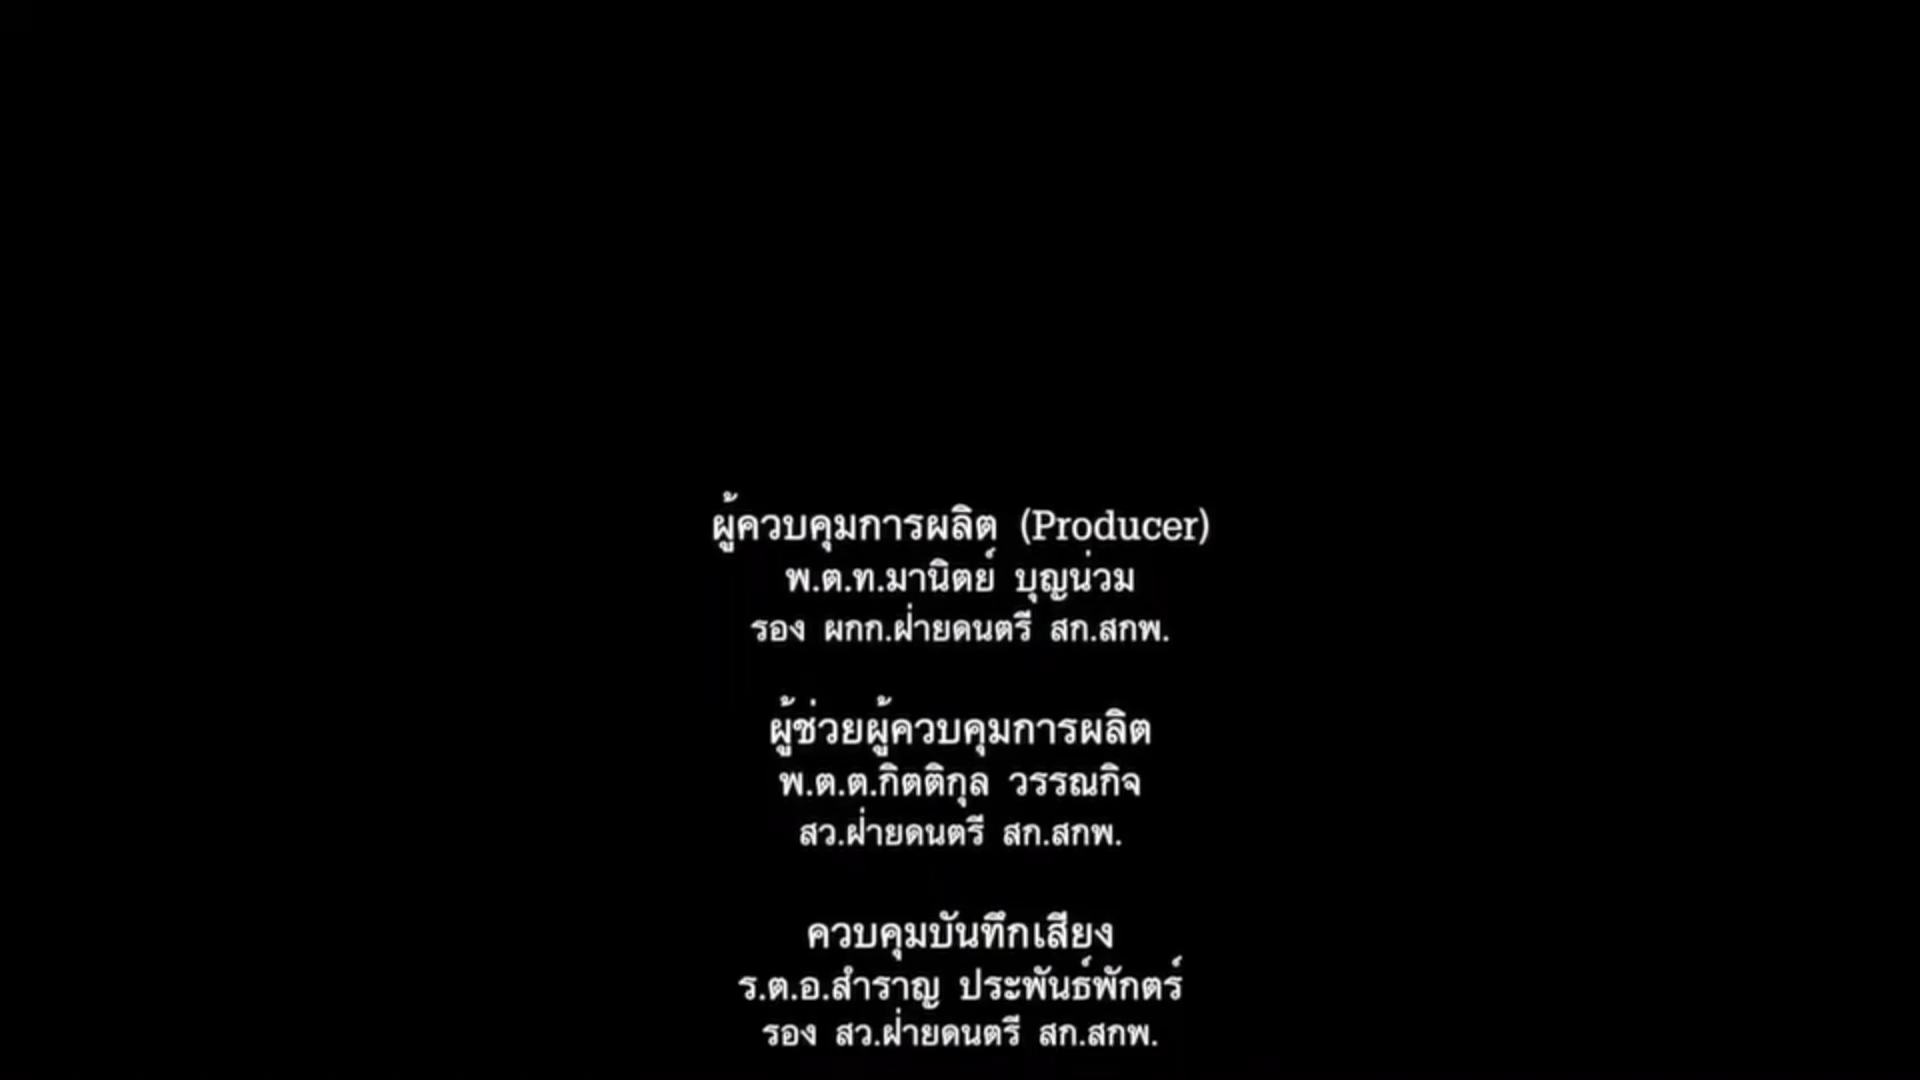 ผู้ควบคุมการผลิต (Producer)
พ.ต.ท.มานิตย์ บุญน่วม
รอง ผกก.ฝ่ายดนตรี สก.สกพ.
ผู้ช่วยผู้ควบคุมการผลิต
พ.ต.ต.กิตติกุล วรรณกิจ
สว.ฝ่ายดนตรี สก.สกพ.
ควบคุมบันทึกเสียง
ร.ต.อ.สำราญ ประพันธ์พักตร์
รอง สว.ฝ่ายดนตรี สก.สกพ.